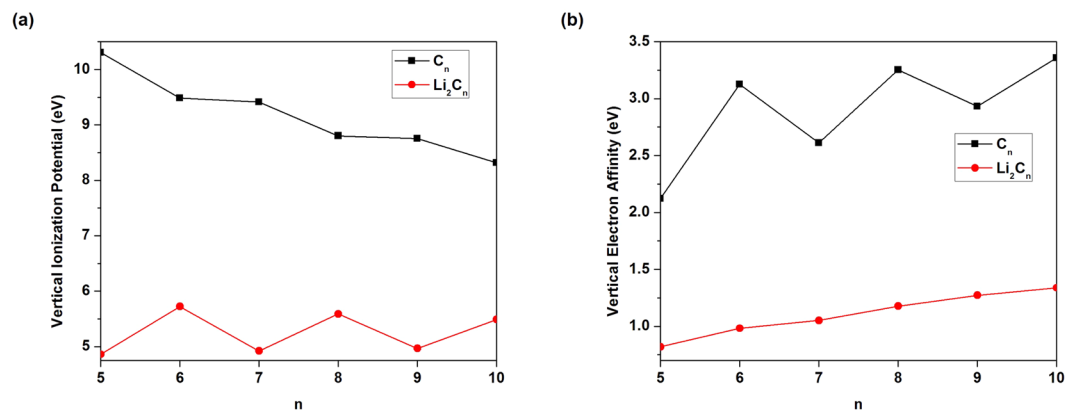 (a)
Vertical Ionization Potential (eV)
10
9
8
7
6
5
Cn
Li2Cn
5 6 7 8 9 10
n
(b)
Vertical Electron Affinity (eV)
3.5
3.0
2.5
2.0
1.5
1.0
Cn
Li2Cn
5 6 7 8 9 10
n